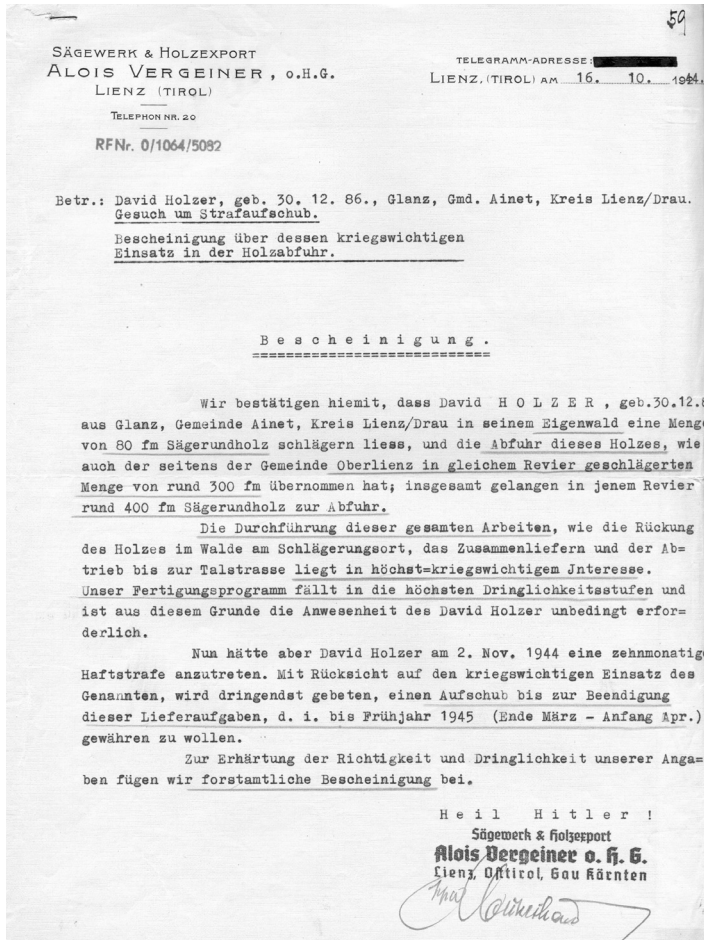 59
SÄGEWERK & HOLZEXPORT
ALOIS VERGEINER, O.H.G.
LIENZ (TIROL)
TELEPHON NR. 20
RFNr. 0/1064/5082
TELEGRAMM-ADRESSE:
LIENZ, (TIROL) AM 16. 10. 1944.
Betr.: David Holzer, geb. 30. 12. 86., Glanz, Gmd. Ainet, Kreis Lienz/Drau.
Gesuch um Strafaufschub.
Bescheinigung über dessen kriegswichtigen
Einsatz in der Holzabfuhr.
B e s c h e i n i g u n g .
===========================
Wir bestätigen hiemit, dass David H O L Z E R , geb.30.12.8
aus Glanz, Gemeinde Ainet, Kreis Lienz/Drau in seinem Eigenwald eine Menge
von 80 fm Sägerundholz schlägern liess, und die Abfuhr dieses Holzes, wie
auch der seitens der Gemeinde Oberlienz in gleichem Revier geschlägerten
Menge von rund 300 fm übernommen hat; insgesamt gelangen in jenem Revier
rund 400 fm Sägerundholz zur Abfuhr.
Die Durchführung dieser gesamten Arbeiten, wie die Rückung
des Holzes im Walde am Schlägerungsort, das Zusammenliefern und der Ab=
trieb bis zur Talstrasse liegt in höchst=kriegswichtigem Jnteresse.
Unser Fertigungsprogramm fällt in die höchsten Dringlichkeitsstufen und
ist aus diesem Grunde die Anwesenheit des David Holzer unbedingt erfor=
derlich.
Nun hätte aber David Holzer am 2. Nov. 1944 eine zehnmonatige
Haftstrafe anzutreten. Mit Rücksicht auf den kriegswichtigen Einsatz des
Genannten, wird dringendst gebeten, einen Aufschub bis zur Beendigung
dieser Lieferaufgaben, d. i. bis Frühjahr 1945 (Ende März - Anfang Apr.)
gewähren zu wollen.
Zur Erhärtung der Richtigkeit und Dringlichkeit unserer Anga=
ben fügen wir forstamtliche Bescheinigung bei.
H e i l   H i t l e r !
Sägewerk & Holzexport
Alois Vergeiner o. H. G.
Lienz, Osttirol, Gau Kärnten